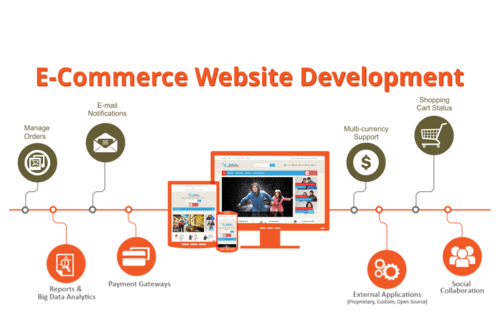 E-Commerce Website Development
Manage
Orders
E-mail
Notifications
Multi-currency
Support
Shopping
Cart Status
Reports &
Big Data Analytics
Payment Gateways
External Applications
(Proprietary, Custom, Open Source)
Social
Collaboration